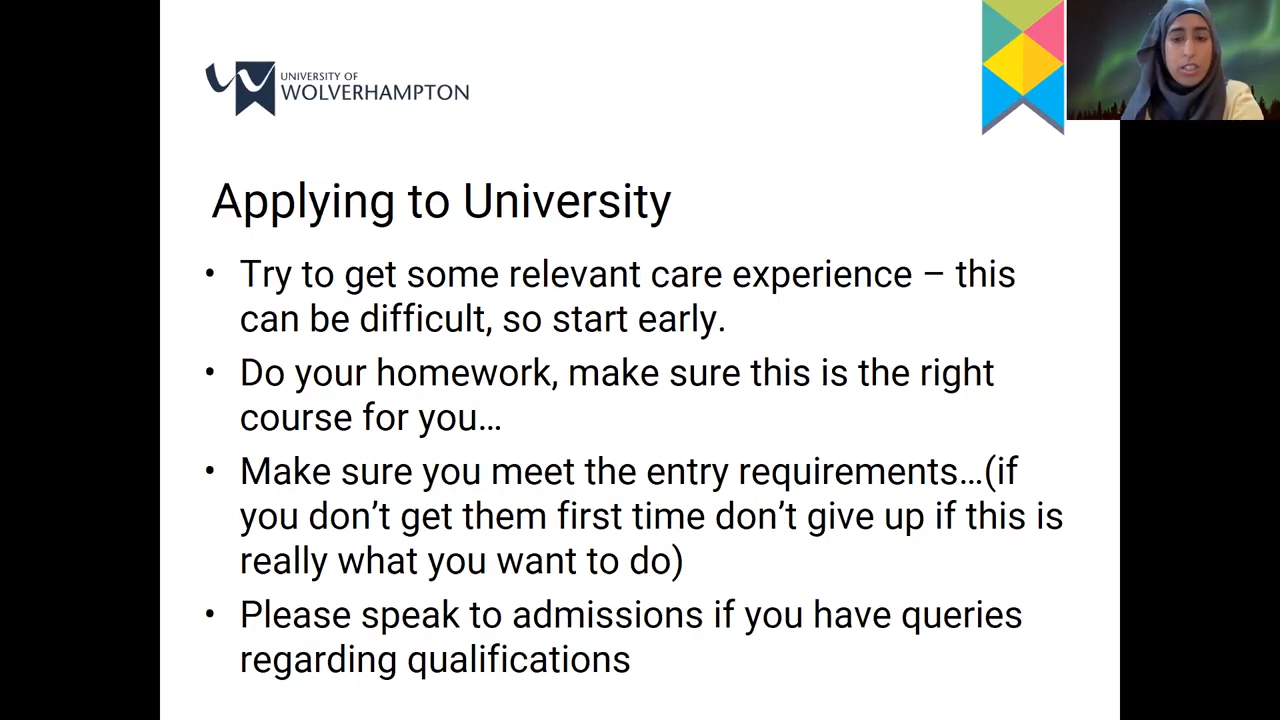 UNIVERSITY OF
WOLVERHAMPTON
Applying to University
• Try to get some relevant care experience – this
can be difficult, so start early.
• Do your homework, make sure this is the right
course for you…
• Make sure you meet the entry requirements…(if
you don’t get them first time don’t give up if this is
really what you want to do)
• Please speak to admissions if you have queries
regarding qualifications